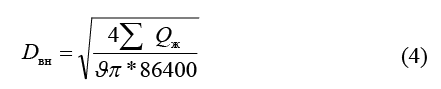 D_вн = √(4∑ Q_ж / ϑπ * 86400) (4)